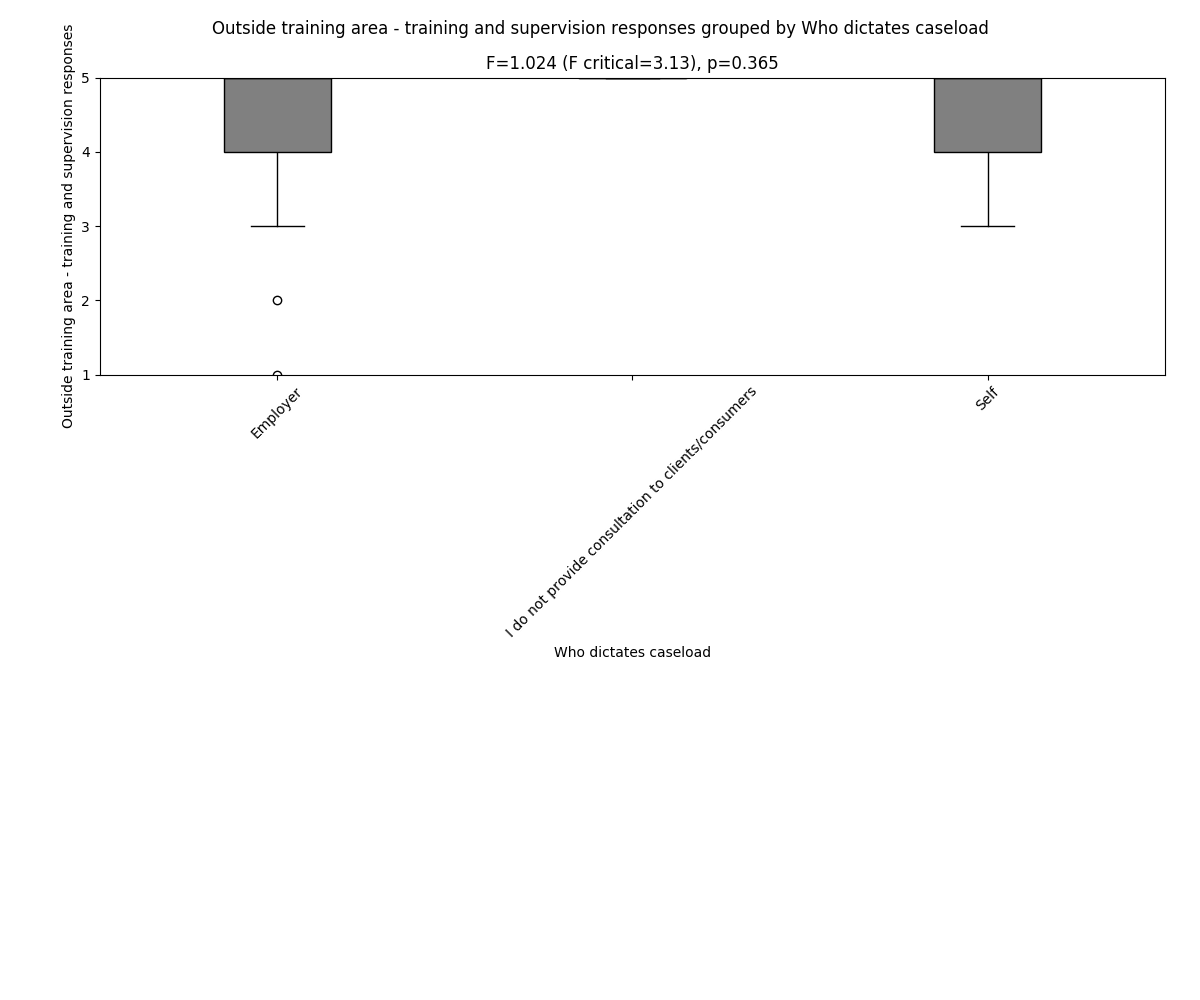 Outside training area - training and supervision responses grouped by Who dictates caseload
F=1.024 (F critical=3.13), p=0.365
Outside training area - training and supervision responses
5
4
3
2
1
Employer
I do not provide consultation to clients/consumers
Self
Who dictates caseload